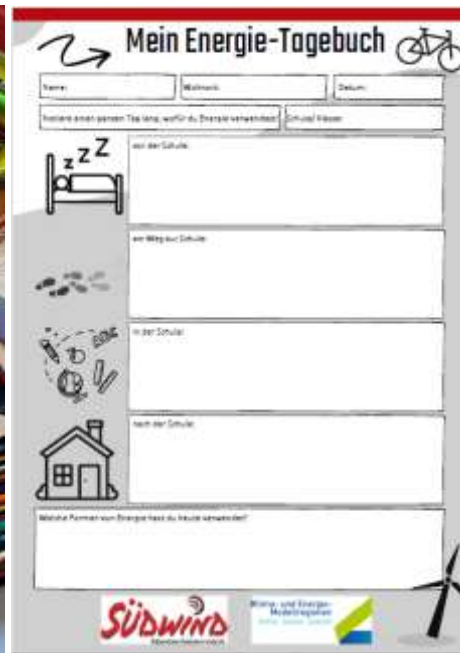 Mein Energie-Tagebuch
Name:
Wohnort:
Datum:
Notiere einen ganzen Tag lang, wofür du Energie verwendest!
Schule/ Klasse:
zZZ
vor der Schule:
am Weg zur Schule:
in der Schule:
ABC
nach der Schule:
Welche Formen von Energie hast du heute verwendet?
SÜDWIND
Klima- und Energie-
Modellregionen